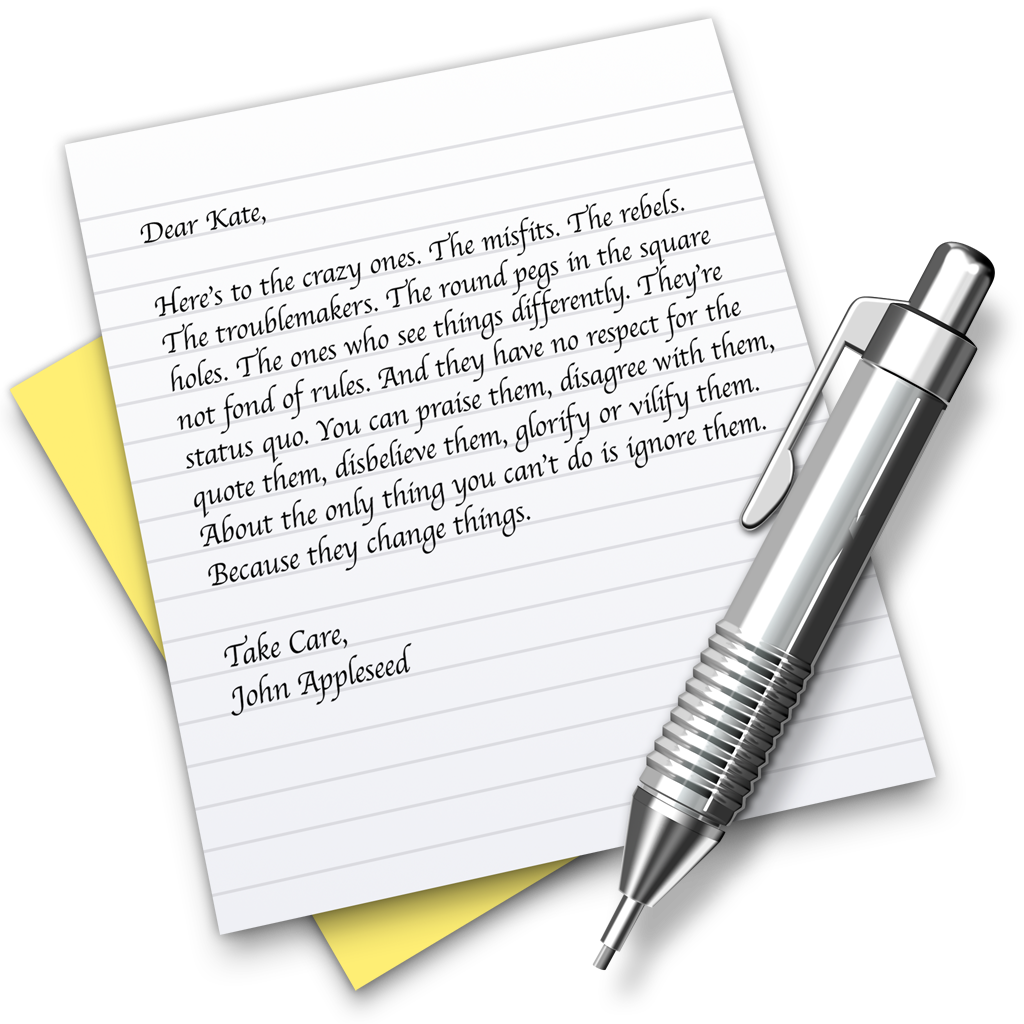 Dear Kate,
Here's to the crazy ones. The misfits. The rebels.
The troublemakers. The round pegs in the square
holes. The ones who see things differently. They're
not fond of rules. And they have no respect for the
status quo. You can praise them, disagree with them,
quote them, disbelieve them, glorify or vilify them.
About the only thing you can't do is ignore them.
Because they change things.
Take Care,
John Appleseed